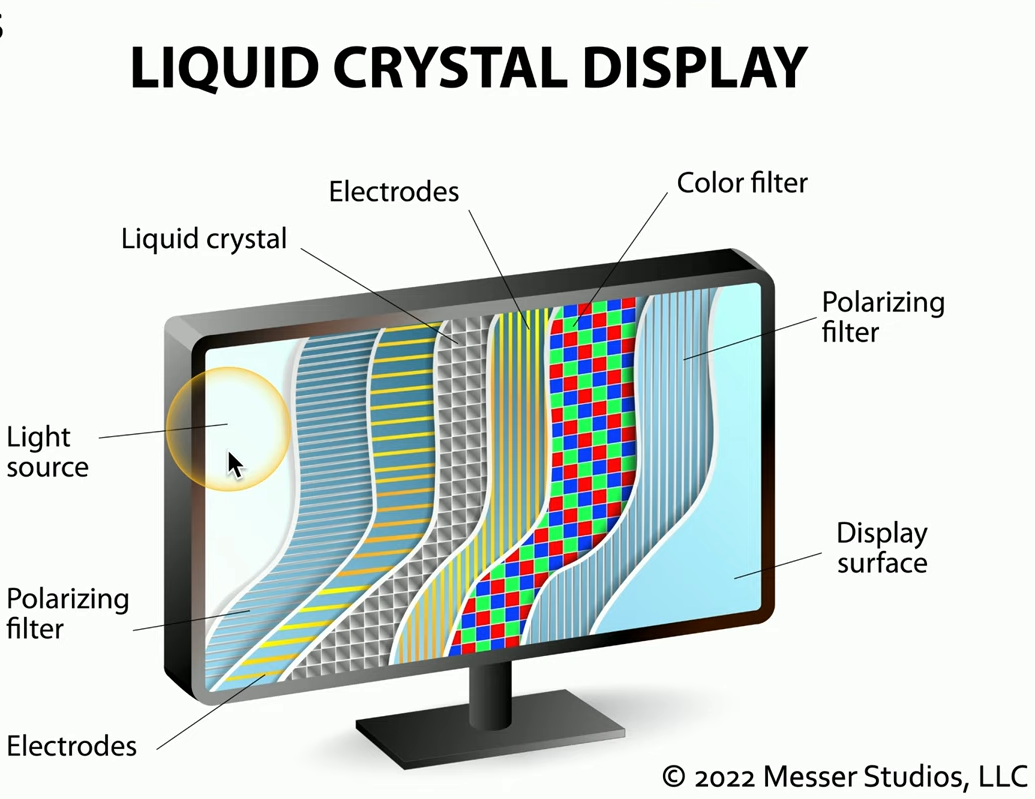 LIQUID CRYSTAL DISPLAY
Electrodes
Color filter
Liquid crystal
Polarizing
filter
Light
source
Display
surface
Polarizing
filter
Electrodes
© 2022 Messer Studios, LLC